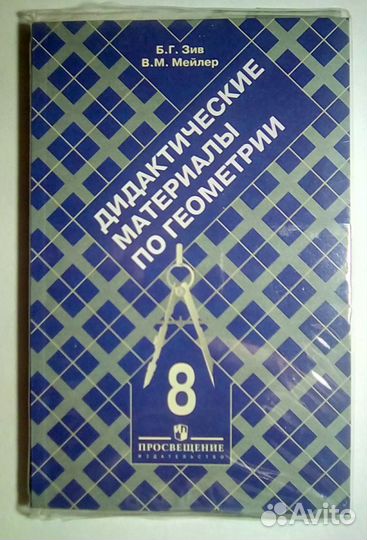 Б.Г. Зив
В.М. Мейлер
ДИДАКТИЧЕСКИЕ
МАТЕРИАЛЫ
ПО ГЕОМЕТРИИ
8
ПРОСВЕЩЕНИЕ
ИЗДАТЕЛЬСТВО
Avito